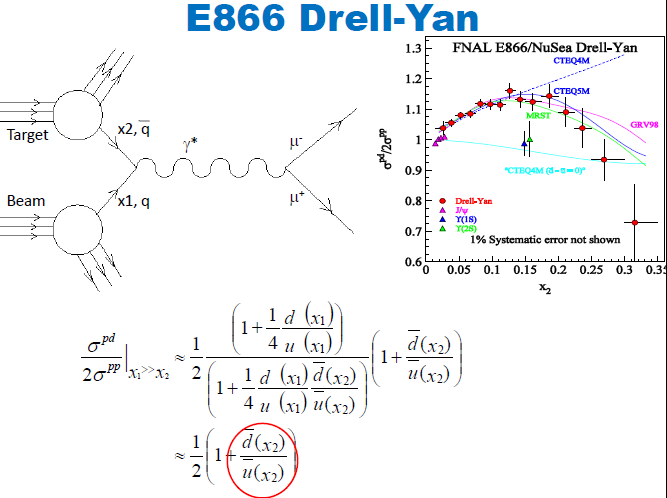 E866 Drell-Yan
Target
x2, q̅
γ*
μ-
μ+
Beam
x1, q
FNAL E866/NuSea Drell-Yan
CTEQ4M
CTEQ5M
MRST
GRV98
"CTEQ4M (d̅ - u̅ = 0)"
Drell-Yan
J/ψ
Υ(1S)
Υ(2S)
1% Systematic error not shown
σ^pd/2σ^pp
1.3
1.2
1.1
1
0.9
0.8
0.7
0.6
0 0.05 0.1 0.15 0.2 0.25 0.3 0.35
x₂
σ^pd / 2σ^pp |x₁>>x₂ ≈ 1/2 (1 + 1/4 d(x₁)/u(x₁)) / (1 + 1/4 d(x₁)/u(x₁) d̅(x₂)/u̅(x₂)) (1 + d̅(x₂)/u̅(x₂))
≈ 1/2 (1 + d̅(x₂)/u̅(x₂))